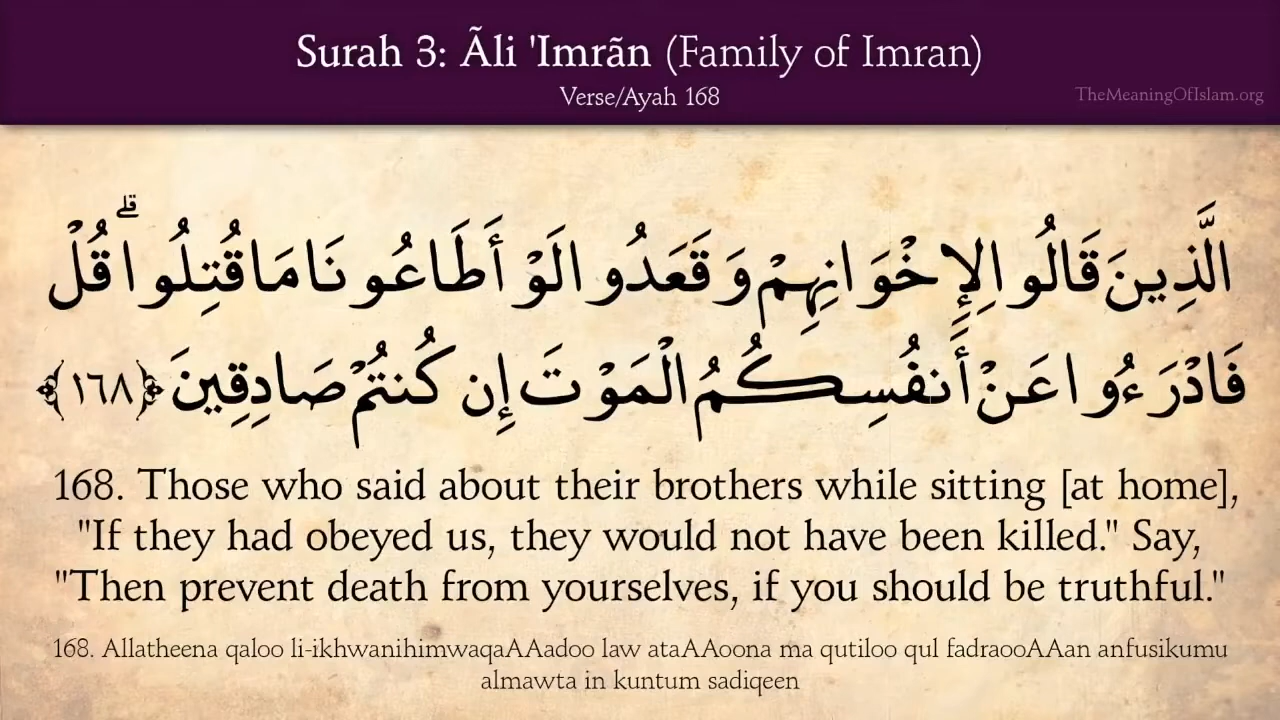 Surah 3: Ãli 'Imrãn (Family of Imran)
Verse/Ayah 168
TheMeaningOfIslam.org
الَّذِينَ قَالُوا لِإِخْوَانِهِمْ وَقَعَدُوا لَوْ أَطَاعُونَا مَا قُتِلُوا ۗ قُلْ
فَادْرَءُوا عَنْ أَنفُسِكُمُ الْمَوْتَ إِن كُنتُمْ صَادِقِينَ ﴿١٦٨﴾
168. Those who said about their brothers while sitting [at home],
"If they had obeyed us, they would not have been killed." Say,
"Then prevent death from yourselves, if you should be truthful."
168. Allatheena qaloo li-ikhwanihimwaqaAAadoo law ataAAoona ma qutiloo qul fadraooAAan anfusikumu
almawta in kuntum sadiqeen